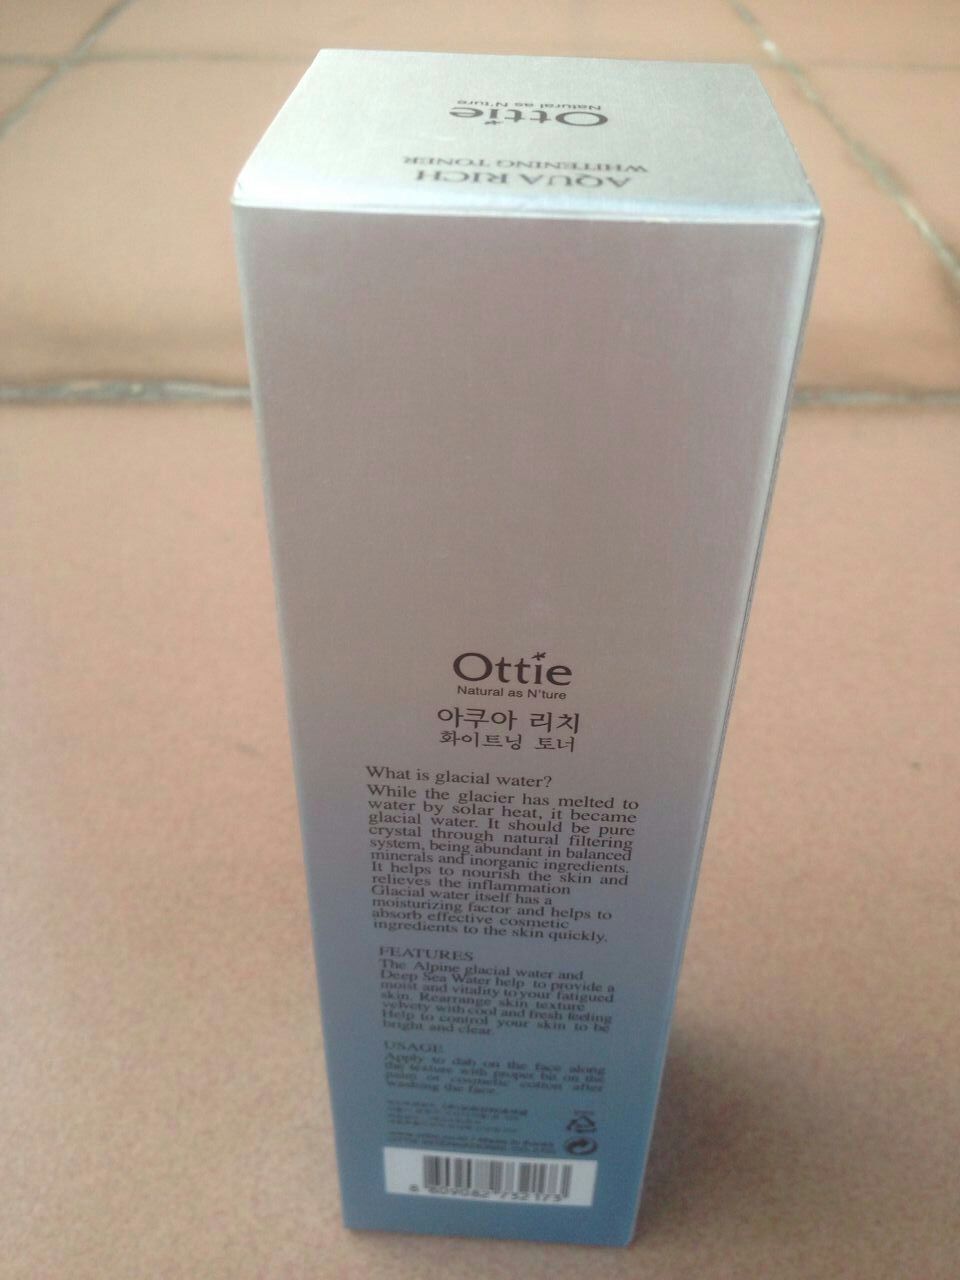 Ottie
Natural as N'ture
AQUA RICH
WHITENING TONER
Ottie
Natural as N'ture
아쿠아 리치
화이트닝 토너
What is glacial water?
While the glacier has melted to
water by solar heat, it became
glacial water. It should be pure
crystal through natural filtering
system, being abundant in balanced
minerals and inorganic ingredients.
It helps to nourish the skin and
relieves the inflammation
Glacial water itself has a
moisturizing factor and helps to
absorb effective cosmetic
ingredients to the skin quickly.
FEATURES
The Alpine glacial water and
Deep Sea Water help to provide a
moist and vitality to your fatigued
skin. Rearrange skin texture
velvety with cool and fresh feeling
Help to control your skin to be
bright and clear.
USAGE
Apply to dab on the face along
the texture with proper bit on the
palm or cosmetic cotton after
washing the face.
8 809082 732173